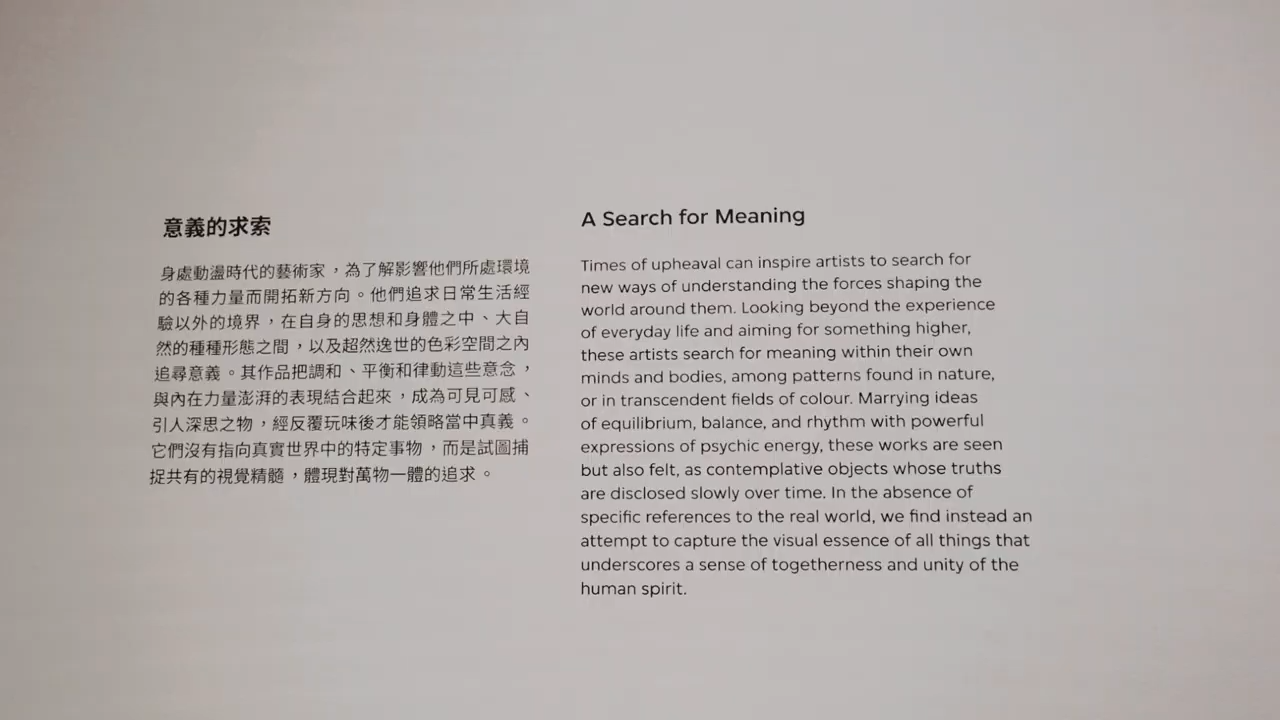 意義的求索
身處動盪時代的藝術家，為了解影響他們所處環境
的各種力量而開拓新方向。他們追求日常生活經
驗以外的境界，在自身的思想和身體之中、大自
然的種種形態之間，以及超然逸世的色彩空間之內
追尋意義。其作品把調和、平衡和律動這些意念，
與內在力量澎湃的表現結合起來，成為可見可感、
引人深思之物，經反覆玩味後才能領略當中真義。
它們沒有指向真實世界中的特定事物，而是試圖捕
捉共有的視覺精髓，體現對萬物一體的追求。
A Search for Meaning
Times of upheaval can inspire artists to search for
new ways of understanding the forces shaping the
world around them. Looking beyond the experience
of everyday life and aiming for something higher,
these artists search for meaning within their own
minds and bodies, among patterns found in nature,
or in transcendent fields of colour. Marrying ideas
of equilibrium, balance, and rhythm with powerful
expressions of psychic energy, these works are seen
but also felt, as contemplative objects whose truths
are disclosed slowly over time. In the absence of
specific references to the real world, we find instead an
attempt to capture the visual essence of all things that
underscores a sense of togetherness and unity of the
human spirit.